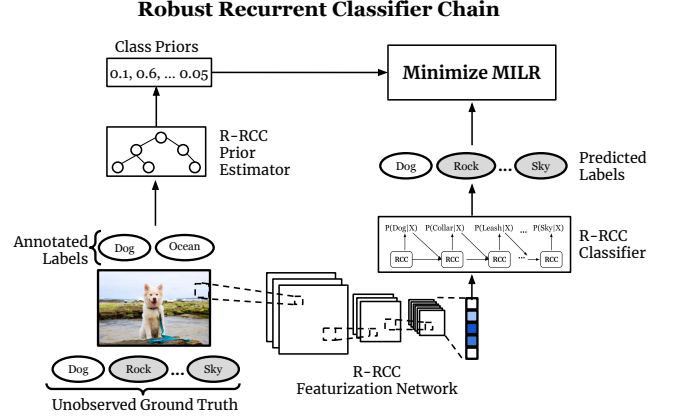 Robust Recurrent Classifier Chain
Class Priors
0.1, 0.6, ... 0.05
Minimize MILR
R-RCC
Prior
Estimator
Dog
Rock
...
Sky
Predicted
Labels
Annotated
Labels
Dog
Ocean
P(Dog|X) P(Collar|X) P(Leash|X) ... P(Sky|X)
RCC RCC RCC ... RCC
R-RCC
Classifier
Dog
Rock
...
Sky
Unobserved Ground Truth
R-RCC
Featurization Network